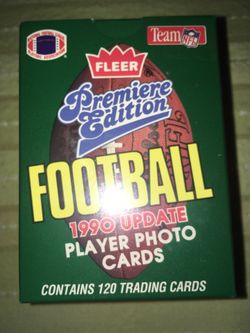 Team NFL
FLEER
Premiere
Edition
FOOTBALL
1990 UPDATE
PLAYER PHOTO
CARDS
CONTAINS 120 TRADING CARDS